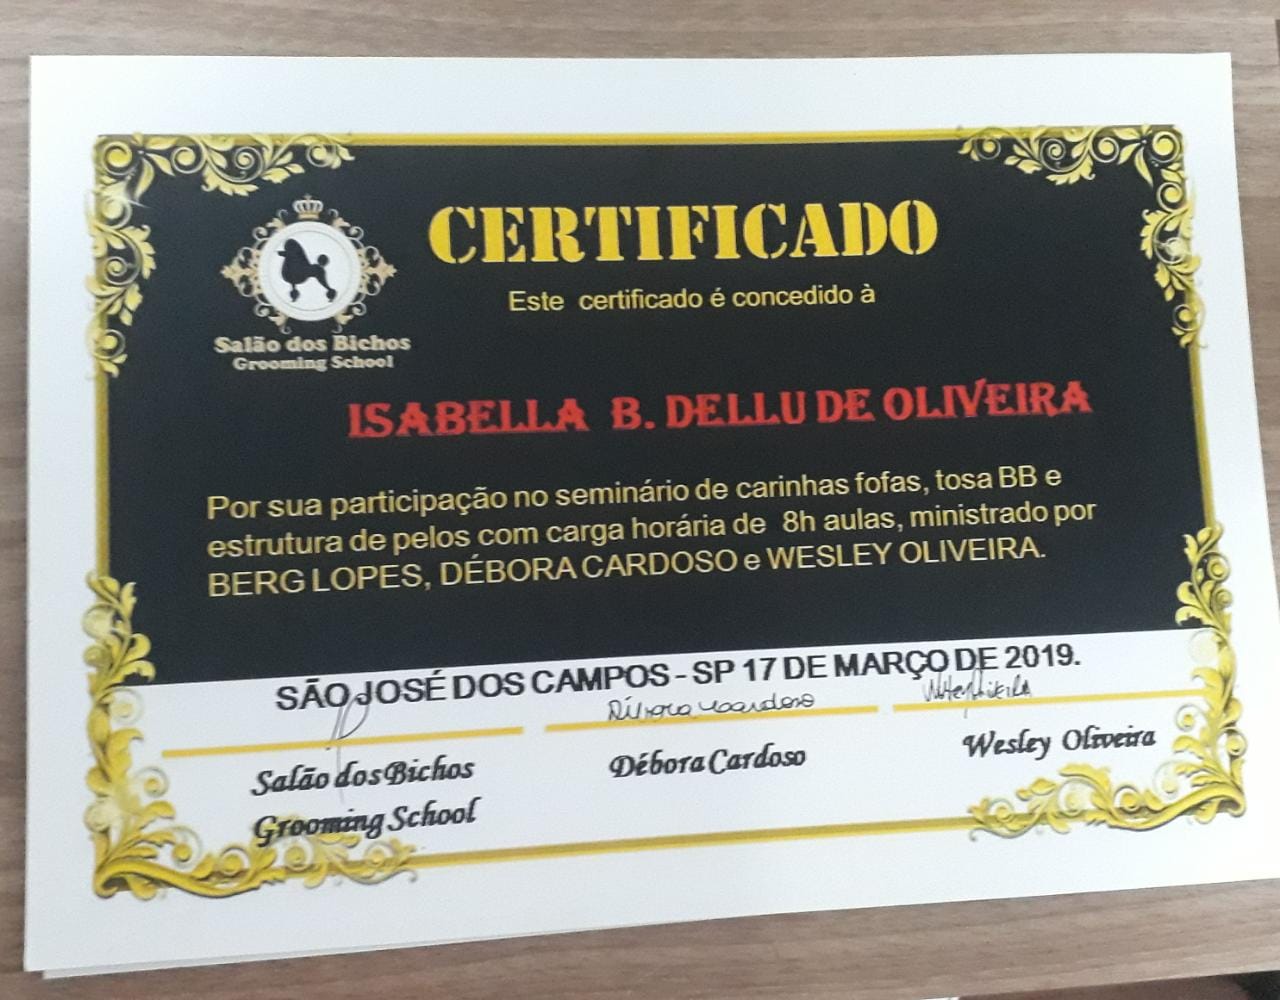 CERTIFICADO
Este certificado é concedido à
Salão dos Bichos
Grooming School
ISABELLA B. DELLU DE OLIVEIRA
Por sua participação no seminário de carinhas fofas, tosa BB e
estrutura de pelos com carga horária de 8h aulas, ministrado por
BERG LOPES, DÉBORA CARDOSO e WESLEY OLIVEIRA.
SÃO JOSÉ DOS CAMPOS - SP 17 DE MARÇO DE 2019.
Débora Cardoso
Salão dos Bichos
Grooming School
Débora Cardoso
Wesley Oliveira